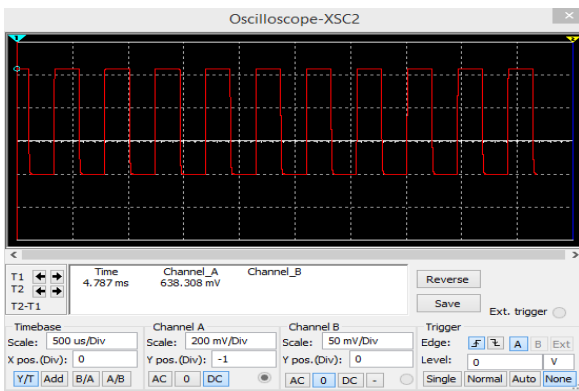 Oscilloscope-XSC2
1
2
T1
T2
T2-T1
Time Channel_A Channel_B
4.787 ms 638.308 mV
Reverse
Save
Ext. trigger
Timebase
Scale: 500 us/Div
X pos.(Div): 0
Y/T Add B/A A/B
Channel A
Scale: 200 mV/Div
Y pos.(Div): -1
AC 0 DC
Channel B
Scale: 50 mV/Div
Y pos.(Div): 0
AC 0 DC -
Trigger
Edge: A B Ext
Level: 0 V
Single Normal Auto None